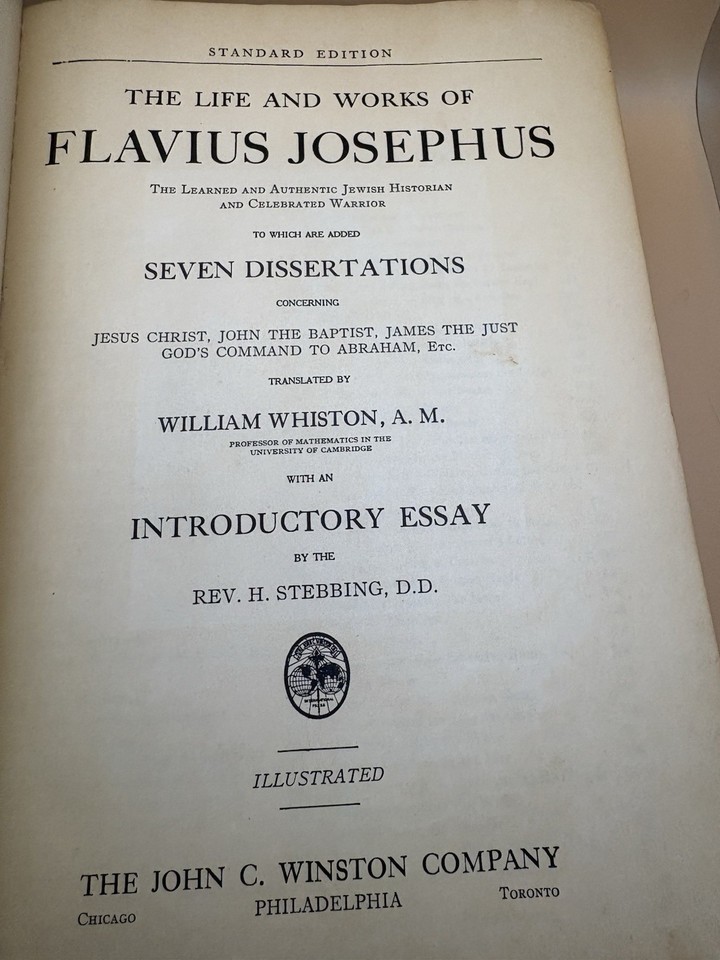 STANDARD EDITION
THE LIFE AND WORKS OF
FLAVIUS JOSEPHUS
THE LEARNED AND AUTHENTIC JEWISH HISTORIAN
AND CELEBRATED WARRIOR
TO WHICH ARE ADDED
SEVEN DISSERTATIONS
CONCERNING
JESUS CHRIST, JOHN THE BAPTIST, JAMES THE JUST
GOD'S COMMAND TO ABRAHAM, ETC.
TRANSLATED BY
WILLIAM WHISTON, A. M.
PROFESSOR OF MATHEMATICS IN THE
UNIVERSITY OF CAMBRIDGE
WITH AN
INTRODUCTORY ESSAY
BY THE
REV. H. STEBBING, D.D.
INTERNATIONAL
PRESS
ILLUSTRATED
THE JOHN C. WINSTON COMPANY
CHICAGO PHILADELPHIA TORONTO